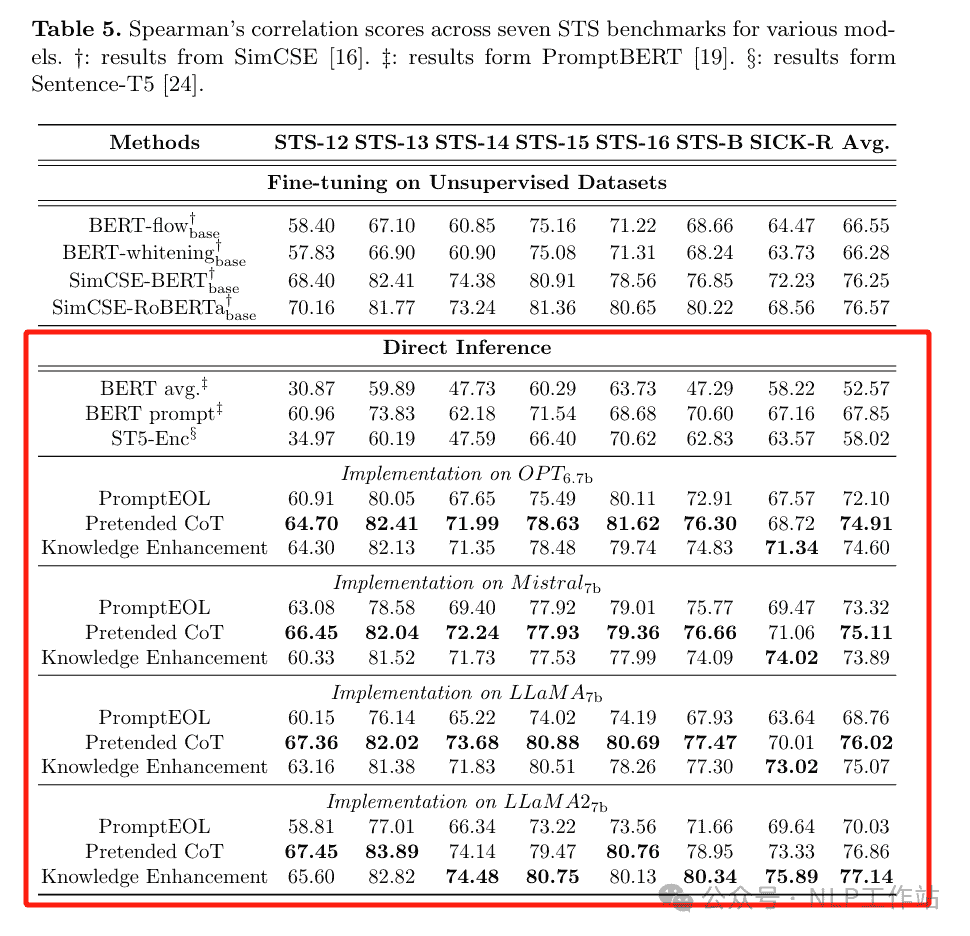 Table 5. Spearman's correlation scores across seven STS benchmarks for various mod-
els. †: results from SimCSE [16]. ‡: results form PromptBERT [19]. §: results form
Sentence-T5 [24].
Methods STS-12 STS-13 STS-14 STS-15 STS-16 STS-B SICK-R Avg.
Fine-tuning on Unsupervised Datasets
BERT-flow†base 58.40 67.10 60.85 75.16 71.22 68.66 64.47 66.55
BERT-whitening†base 57.83 66.90 60.90 75.08 71.31 68.24 63.73 66.28
SimCSE-BERT†base 68.40 82.41 74.38 80.91 78.56 76.85 72.23 76.25
SimCSE-RoBERTa†base 70.16 81.77 73.24 81.36 80.65 80.22 68.56 76.57
Direct Inference
BERT avg.‡ 30.87 59.89 47.73 60.29 63.73 47.29 58.22 52.57
BERT prompt‡ 60.96 73.83 62.18 71.54 68.68 70.60 67.16 67.85
ST5-Enc§ 34.97 60.19 47.59 66.40 70.62 62.83 63.57 58.02
Implementation on OPT6.7b
PromptEOL 60.91 80.05 67.65 75.49 80.11 72.91 67.57 72.10
Pretended CoT 64.70 82.41 71.99 78.63 81.62 76.30 68.72 74.91
Knowledge Enhancement 64.30 82.13 71.35 78.48 79.74 74.83 71.34 74.60
Implementation on Mistral7b
PromptEOL 63.08 78.58 69.40 77.92 79.01 75.77 69.47 73.32
Pretended CoT 66.45 82.04 72.24 77.93 79.36 76.66 71.06 75.11
Knowledge Enhancement 60.33 81.52 71.73 77.53 77.99 74.09 74.02 73.89
Implementation on LLaMA7b
PromptEOL 60.15 76.14 65.22 74.02 74.19 67.93 63.64 68.76
Pretended CoT 67.36 82.02 73.68 80.88 80.69 77.47 70.01 76.02
Knowledge Enhancement 63.16 81.38 71.83 80.51 78.26 77.30 73.02 75.07
Implementation on LLaMA27b
PromptEOL 58.81 77.01 66.34 73.22 73.56 71.66 69.64 70.03
Pretended CoT 67.45 83.89 74.14 79.47 80.76 78.95 73.33 76.86
Knowledge Enhancement 65.60 82.82 74.48 80.75 80.13 80.34 75.89 77.14
公众号 · NLP工作站